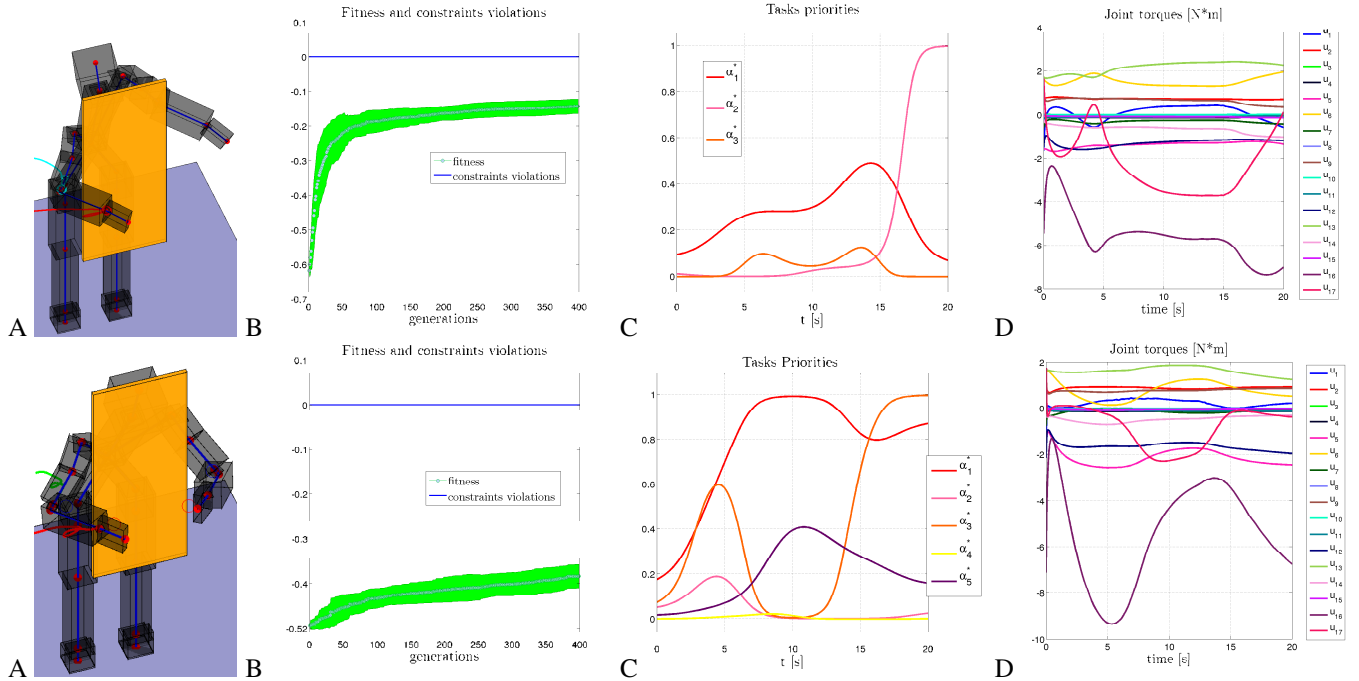 Fitness and constraints violations
0.1
0
-0.1
-0.2
-0.3
-0.4
-0.5
-0.6
-0.7
0 50 100 150 200 250 300 350 400
generations
fitness
constraints violations
Tasks priorities
1
0.8
0.6
0.4
0.2
0
0 5 10 15 20
t [s]
α*1
α*2
α*3
Joint torques [N*m]
4
2
0
-2
-4
-6
-8
0 5 10 15 20
time [s]
u1
u2
u3
u4
u5
u6
u7
u8
u9
u10
u11
u12
u13
u14
u15
u16
u17
A B C D
Fitness and constraints violations
0.1
0
-0.1
-0.2
-0.3
-0.4
-0.52
0 50 100 150 200 250 300 350 400
generations
fitness
constraints violations
Tasks Priorities
1
0.8
0.6
0.4
0.2
0
0 5 10 15 20
t [s]
α*1
α*2
α*3
α*4
α*5
Joint torques [N*m]
2
0
-2
-4
-6
-8
-10
0 5 10 15 20
time [s]
u1
u2
u3
u4
u5
u6
u7
u8
u9
u10
u11
u12
u13
u14
u15
u16
u17
A B C D